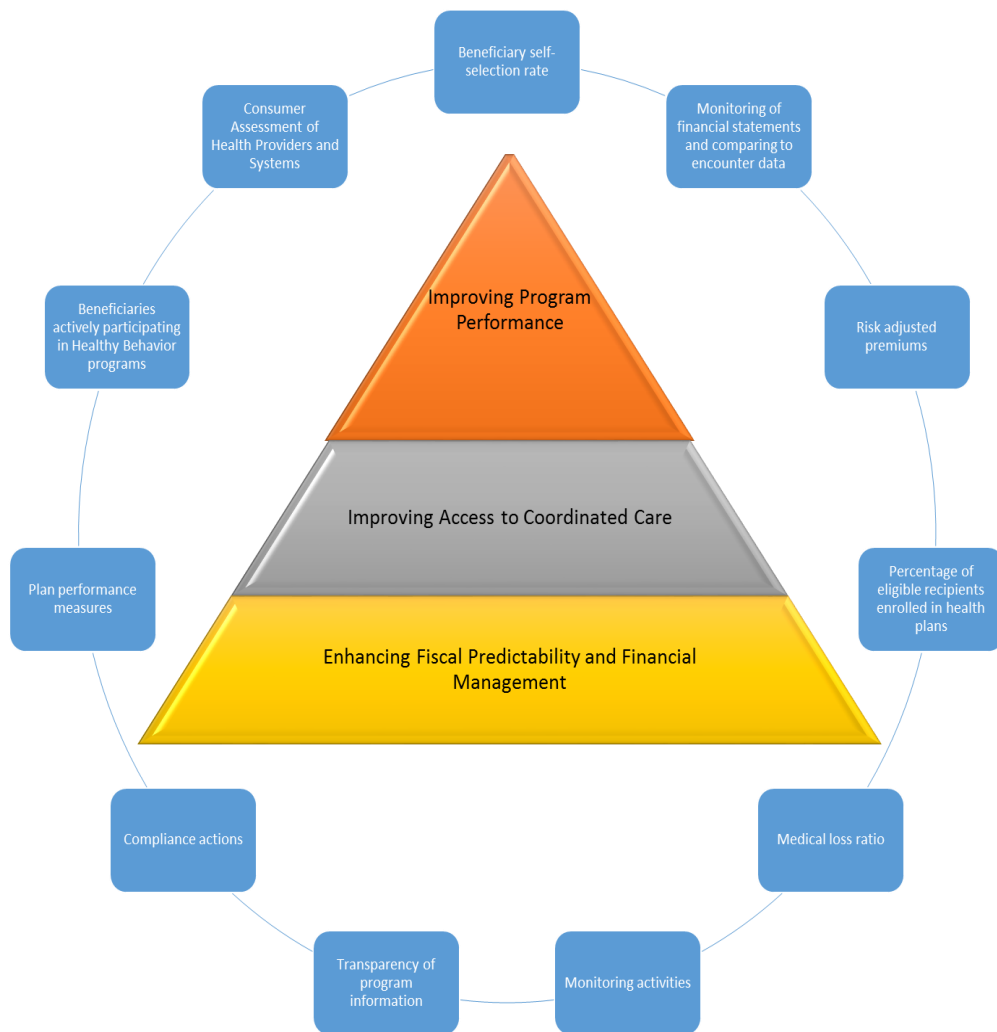 Beneficiary self-
selection rate
Monitoring of
financial statements
and comparing to
encounter data
Risk adjusted
premiums
Percentage of
eligible recipients
enrolled in health
plans
Medical loss ratio
Monitoring activities
Transparency of
program
information
Compliance actions
Plan performance
measures
Beneficiaries
actively participating
in Healthy Behavior
programs
Consumer
Assessment of
Health Providers and
Systems
Improving Program
Performance
Improving Access to Coordinated Care
Enhancing Fiscal Predictability and Financial
Management